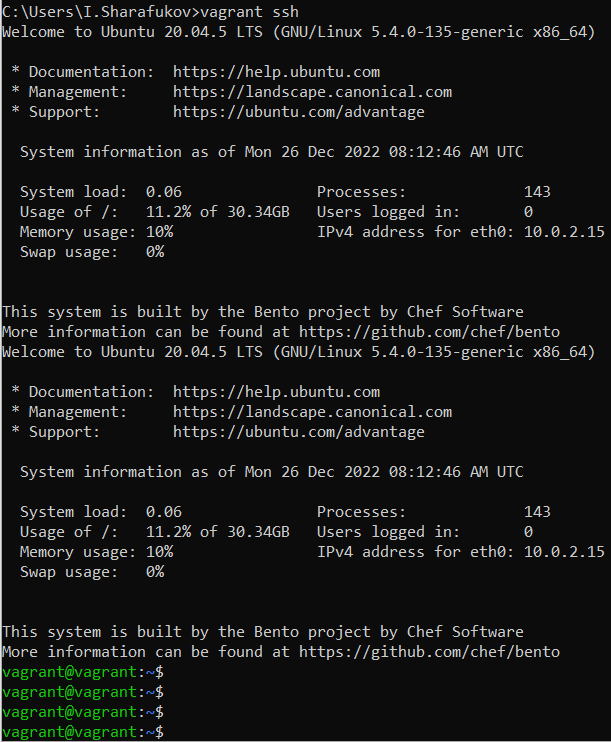 C:\Users\I.Sharafukov>vagrant ssh
Welcome to Ubuntu 20.04.5 LTS (GNU/Linux 5.4.0-135-generic x86_64)

 * Documentation:  https://help.ubuntu.com
 * Management:     https://landscape.canonical.com
 * Support:        https://ubuntu.com/advantage

  System information as of Mon 26 Dec 2022 08:12:46 AM UTC

  System load:  0.06               Processes:             143
  Usage of /:   11.2% of 30.34GB   Users logged in:       0
  Memory usage: 10%                IPv4 address for eth0: 10.0.2.15
  Swap usage:   0%


This system is built by the Bento project by Chef Software
More information can be found at https://github.com/chef/bento
Welcome to Ubuntu 20.04.5 LTS (GNU/Linux 5.4.0-135-generic x86_64)

 * Documentation:  https://help.ubuntu.com
 * Management:     https://landscape.canonical.com
 * Support:        https://ubuntu.com/advantage

  System information as of Mon 26 Dec 2022 08:12:46 AM UTC

  System load:  0.06               Processes:             143
  Usage of /:   11.2% of 30.34GB   Users logged in:       0
  Memory usage: 10%                IPv4 address for eth0: 10.0.2.15
  Swap usage:   0%


This system is built by the Bento project by Chef Software
More information can be found at https://github.com/chef/bento
vagrant@vagrant:~$
vagrant@vagrant:~$
vagrant@vagrant:~$
vagrant@vagrant:~$